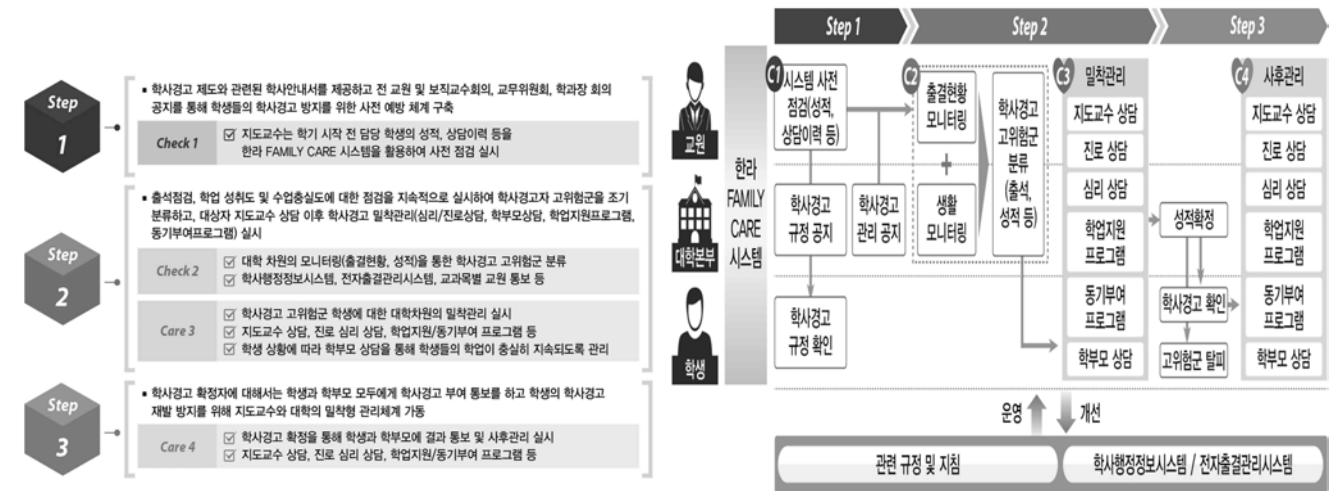 Step
1
▪ 학사경고 제도와 관련된 학사안내서를 제공하고 전 교원 및 보직교수회의, 교무위원회, 학과장 회의
공지를 통해 학생들의 학사경고 방지를 위한 사전 예방 체계 구축
Check 1
☑ 지도교수는 학기 시작 전 담당 학생의 성적, 상담이력 등을
한라 FAMILY CARE 시스템을 활용하여 사전 점검 실시
Step
2
▪ 출석점검, 학업 성취도 및 수업충실도에 대한 점검을 지속적으로 실시하여 학사경고자 고위험군을 조기
분류하고, 대상자 지도교수 상담 이후 학사경고 밀착관리(심리/진로상담, 학부모상담, 학업지원프로그램,
동기부여프로그램) 실시
Check 2
☑ 대학 차원의 모니터링(출결현황, 성적)을 통한 학사경고 고위험군 분류
☑ 학사행정정보시스템, 전자출결관리시스템, 교과목별 교원 통보 등
Care 3
☑ 학사경고 고위험군 학생에 대한 대학차원의 밀착관리 실시
☑ 지도교수 상담, 진로 심리 상담, 학업지원/동기부여 프로그램 등
☑ 학생 상황에 따라 학부모 상담을 통해 학생들의 학업이 충실히 지속되도록 관리
Step
3
▪ 학사경고 확정자에 대해서는 학생과 학부모 모두에게 학사경고 부여 통보를 하고 학생의 학사경고
재발 방지를 위해 지도교수와 대학의 밀착형 관리체계 가동
Care 4
☑ 학사경고 확정을 통해 학생과 학부모에 결과 통보 및 사후관리 실시
☑ 지도교수 상담, 진로 심리 상담, 학업지원/동기부여 프로그램 등
Step 1
Step 2
Step 3
교원
대학본부
학생
한라
FAMILY
CARE
시스템
C1
시스템 사전
점검(성적,
상담이력 등)
학사경고
규정 공지
학사경고
관리 공지
학사경고
규정 확인
C2
출결현황
모니터링
+
생활
모니터링
학사경고
고위험군
분류
(출석,
성적 등)
C3
밀착관리
지도교수 상담
진로 상담
심리 상담
학업지원
프로그램
동기부여
프로그램
학부모 상담
성적확정
학사경고 확인
고위험군 탈피
C4
사후관리
지도교수 상담
진로 상담
심리 상담
학업지원
프로그램
동기부여
프로그램
학부모 상담
운영
개선
관련 규정 및 지침
학사행정정보시스템 / 전자출결관리시스템